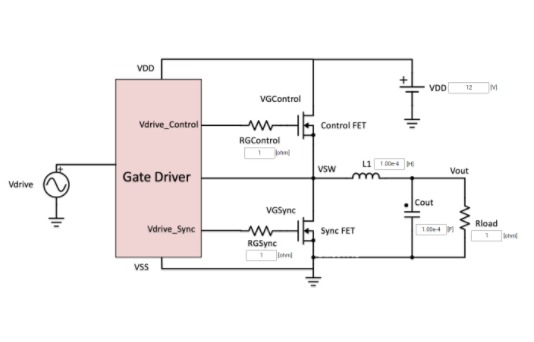 VDD
VGControl
+
VDD 12 [V]
Vdrive_Control
Control FET
RGControl
1 [ohm]
L1 1.00e-4 [H]
VSW
Vout
+
Vdrive
Gate Driver
Cout
VGSync
1.00e-4 [F]
Rload
1 [ohm]
Vdrive_Sync
Sync FET
RGSync
1 [ohm]
VSS